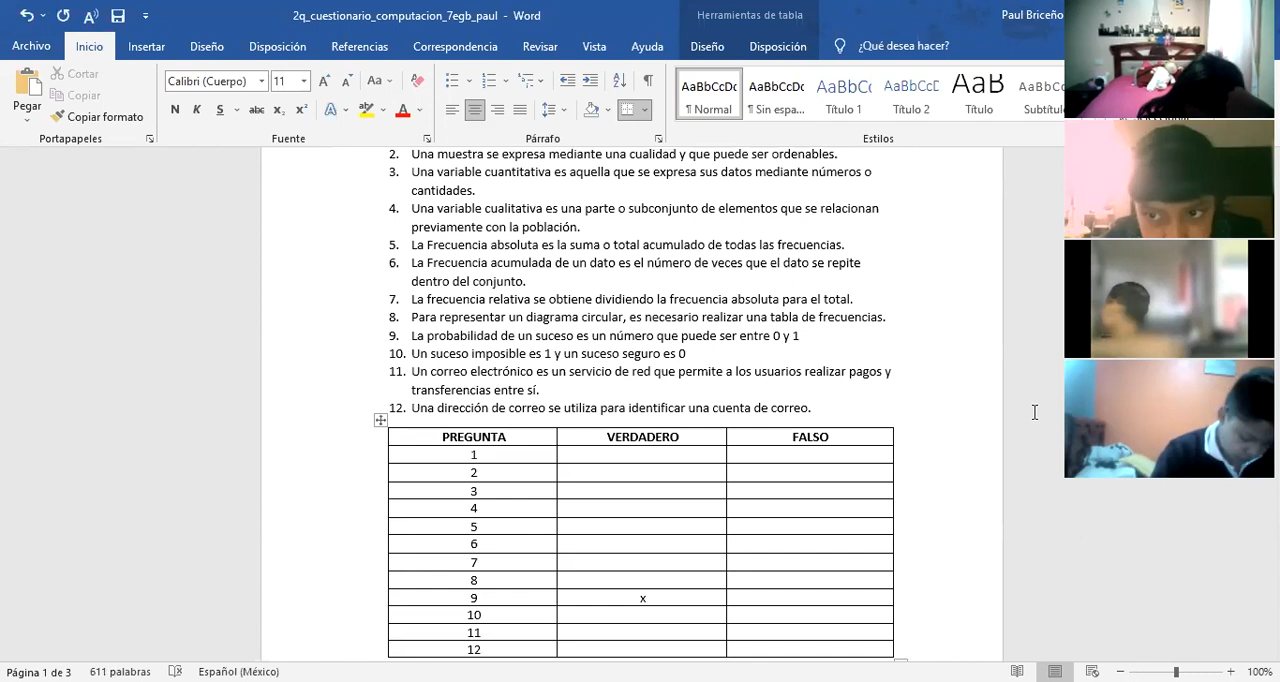 2q_cuestionario_computacion_7egb_paul - Word
Herramientas de tabla
Paul Briceño
Archivo
Inicio
Insertar
Diseño
Disposición
Referencias
Correspondencia
Revisar
Vista
Ayuda
Diseño
Disposición
¿Qué desea hacer?
Pegar
Cortar
Copiar
Copiar formato
Portapapeles
Calibri (Cuerpo)
11
Aa
N K S abc x₂ x² A A
Fuente
Párrafo
AaBbCcDc
¶ Normal
AaBbCcDc
¶ Sin espa...
AaBbCc
Título 1
AaBbCcE
Título 2
AaB
Título
AaBbCc
Subtítu
Estilos
2. Una muestra se expresa mediante una cualidad y que puede ser ordenables.
3. Una variable cuantitativa es aquella que se expresa sus datos mediante números o
cantidades.
4. Una variable cualitativa es una parte o subconjunto de elementos que se relacionan
previamente con la población.
5. La Frecuencia absoluta es la suma o total acumulado de todas las frecuencias.
6. La Frecuencia acumulada de un dato es el número de veces que el dato se repite
dentro del conjunto.
7. La frecuencia relativa se obtiene dividiendo la frecuencia absoluta para el total.
8. Para representar un diagrama circular, es necesario realizar una tabla de frecuencias.
9. La probabilidad de un suceso es un número que puede ser entre 0 y 1
10. Un suceso imposible es 1 y un suceso seguro es 0
11. Un correo electrónico es un servicio de red que permite a los usuarios realizar pagos y
transferencias entre sí.
12. Una dirección de correo se utiliza para identificar una cuenta de correo.
PREGUNTA VERDADERO FALSO
1
2
3
4
5
6
7
8
9 x
10
11
12
Página 1 de 3
611 palabras
Español (México)
100%